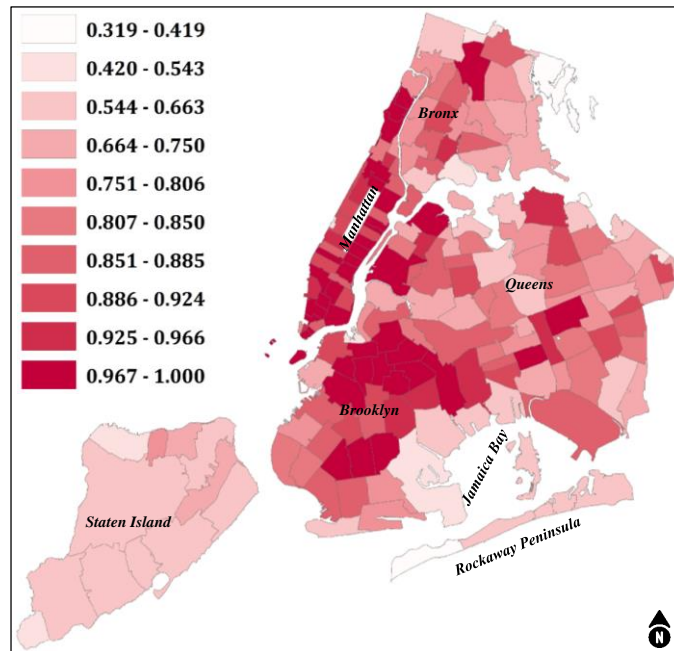 0.319 - 0.419
0.420 - 0.543
0.544 - 0.663
0.664 - 0.750
0.751 - 0.806
0.807 - 0.850
0.851 - 0.885
0.886 - 0.924
0.925 - 0.966
0.967 - 1.000
Bronx
Manhattan
Queens
Brooklyn
Jamaica Bay
Staten Island
Rockaway Peninsula
N